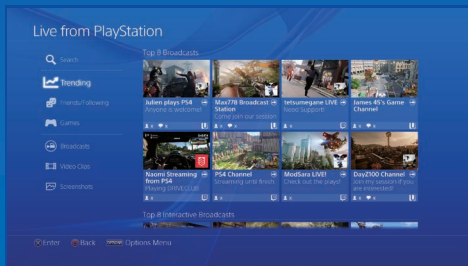 Live from PlayStation
Search
Trending
Friends/Following
Games
Broadcasts
Video Clips
Screenshots
Top 8 Broadcasts
Julien plays PS4
Anyone is welcome!
Max778 Broadcast Station
Come join our session
tetsumegane LIVE
Need Support!
James 45's Game Channel
Naomi Streaming from PS4
Playing DRIVECLUB
PS4 Channel
Streaming until finish
ModSara LIVE!
Check out the plays!
DayZ100 Channel
Join my session if you are interested!
Top 8 Interactive Broadcasts
Enter
Back
OPTIONS Options Menu